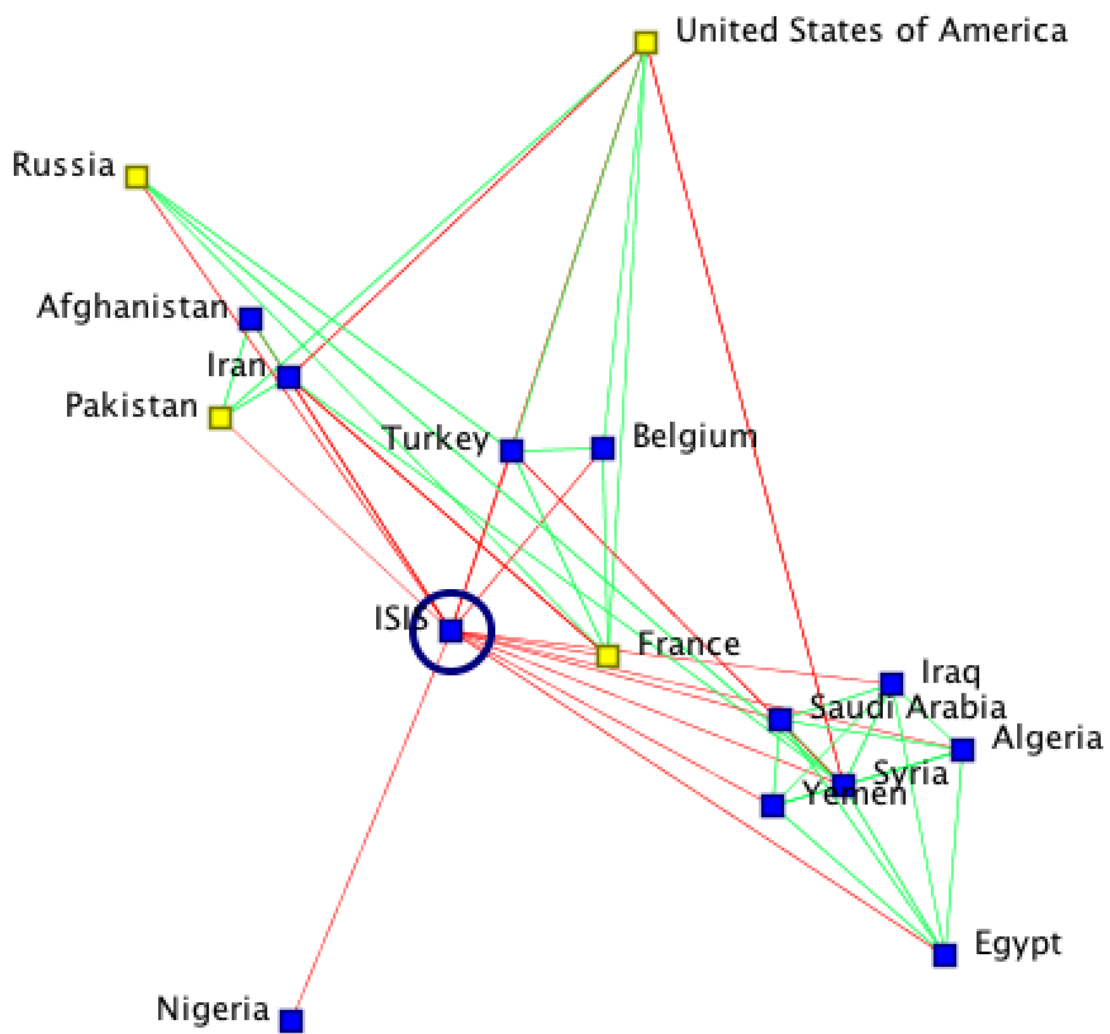 United States of America
Russia
Afghanistan
Iran
Pakistan
Turkey
Belgium
ISIS
France
Iraq
Saudi Arabia
Algeria
Syria
Yemen
Egypt
Nigeria